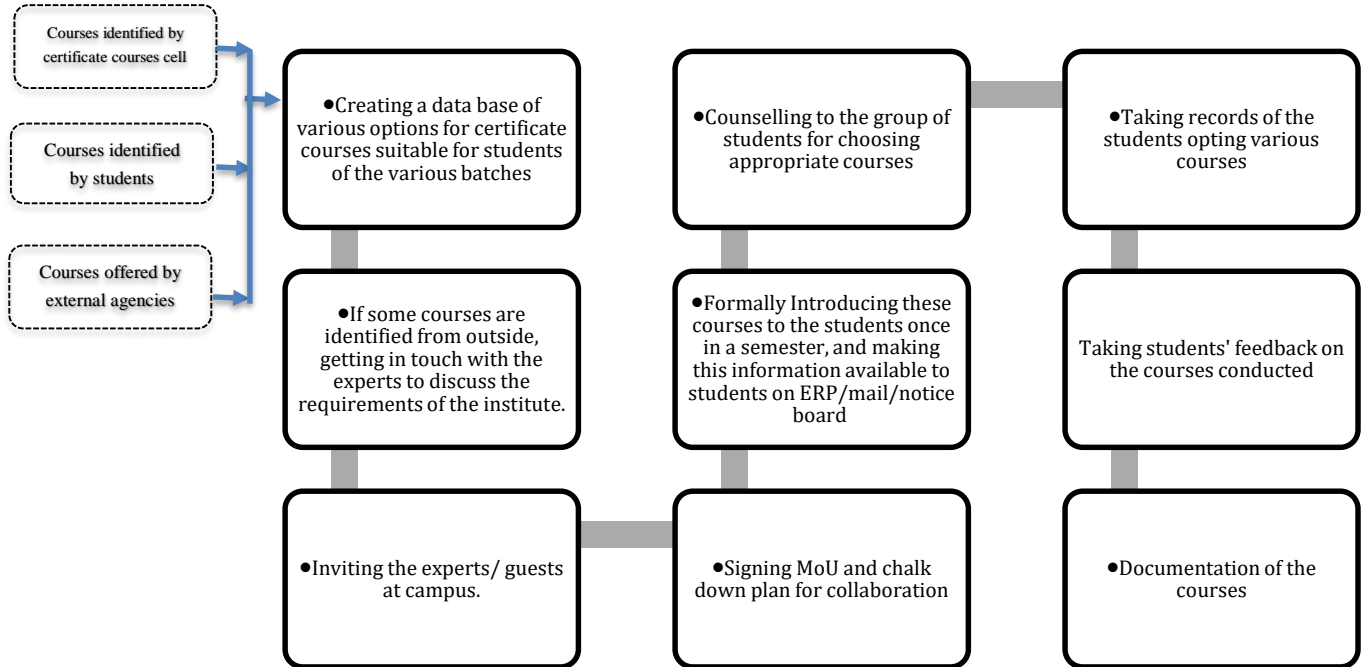 Courses identified by
certificate courses cell
Courses identified
by students
Courses offered by
external agencies
•Creating a data base of
various options for certificate
courses suitable for students
of the various batches
•If some courses are
identified from outside,
getting in touch with the
experts to discuss the
requirements of the institute.
•Inviting the experts/ guests
at campus.
•Signing MoU and chalk
down plan for collaboration
•Formally Introducing these
courses to the students once
in a semester, and making
this information available to
students on ERP/mail/notice
board
•Counselling to the group of
students for choosing
appropriate courses
•Taking records of the
students opting various
courses
Taking students' feedback on
the courses conducted
•Documentation of the
courses